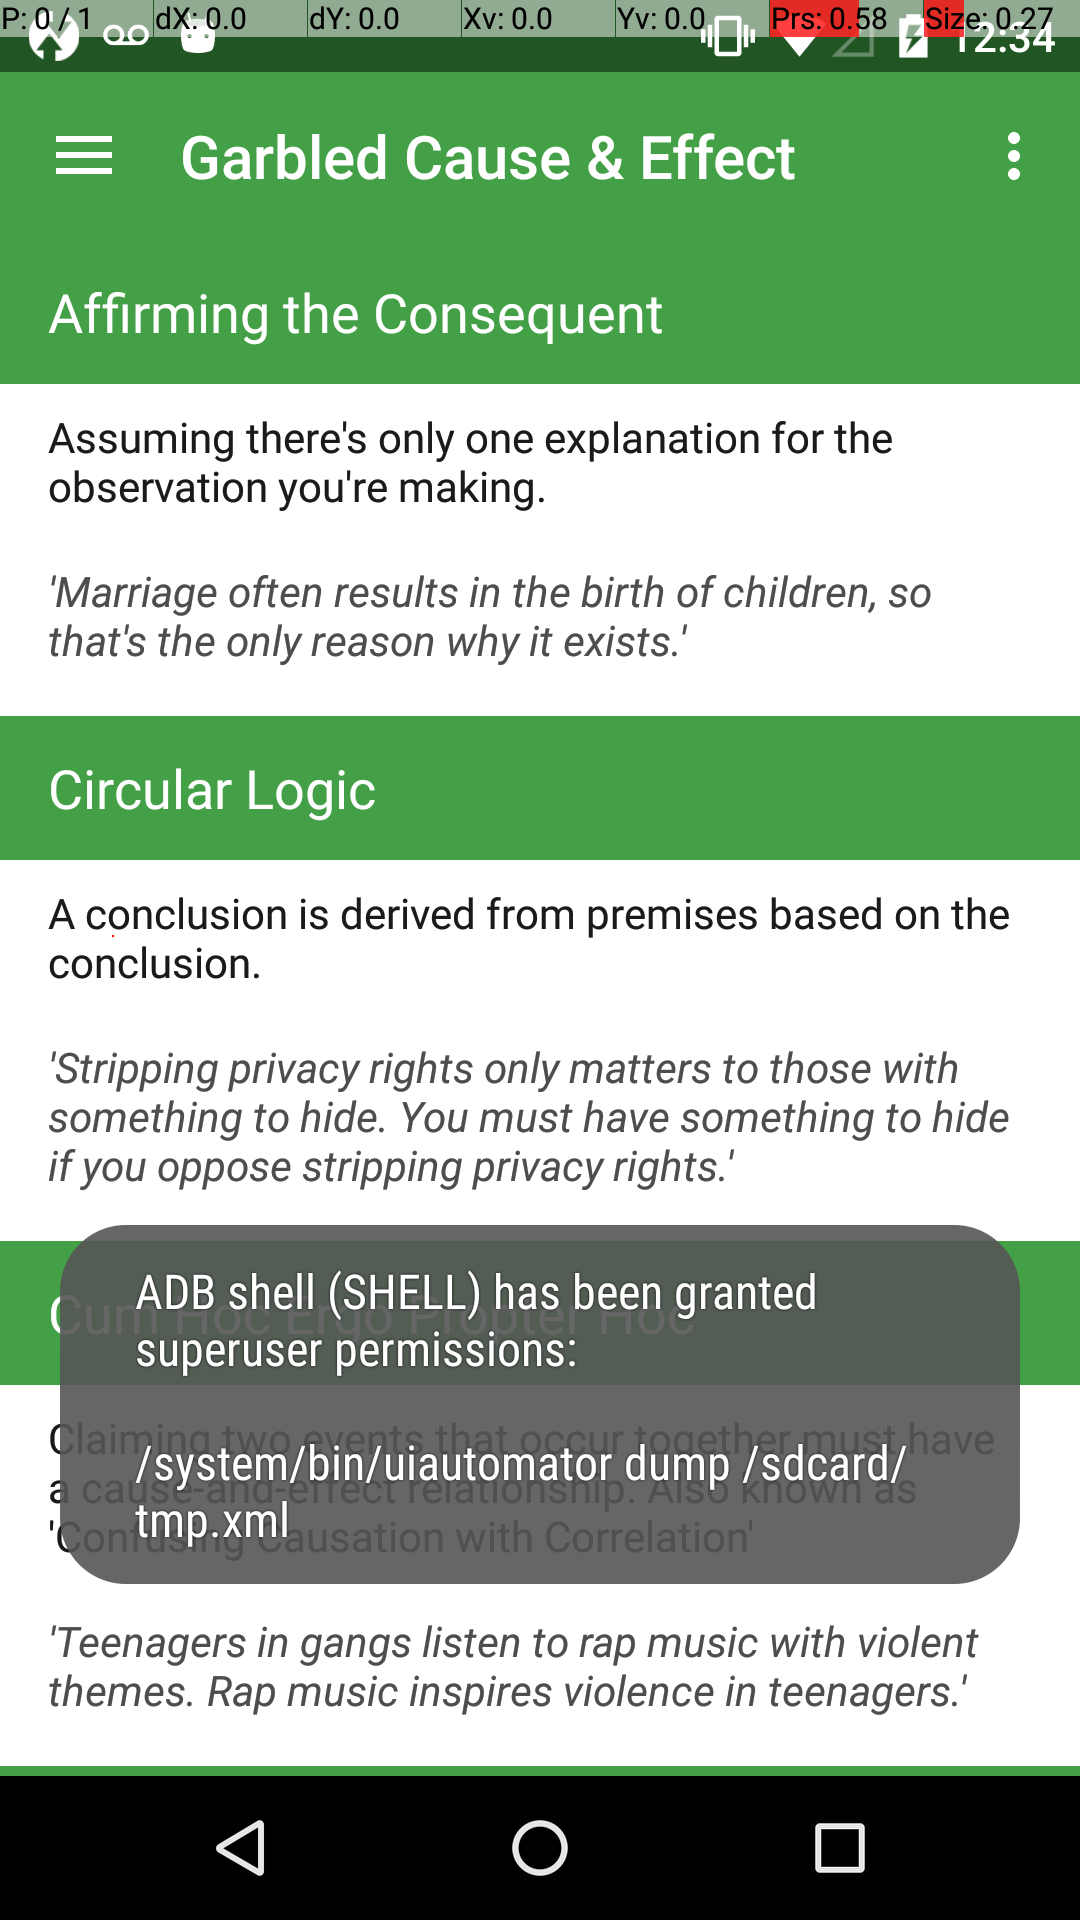 P: 0 / 1 dX: 0.0 dY: 0.0 Xv: 0.0 Yv: 0.0 Prs: 0.58 Size: 0.27
12:34
Garbled Cause & Effect
Affirming the Consequent
Assuming there's only one explanation for the
observation you're making.
'Marriage often results in the birth of children, so
that's the only reason why it exists.'
Circular Logic
A conclusion is derived from premises based on the
conclusion.
'Stripping privacy rights only matters to those with
something to hide. You must have something to hide
if you oppose stripping privacy rights.'
Cum Hoc Ergo Propter Hoc
ADB shell (SHELL) has been granted
superuser permissions:
/system/bin/uiautomator dump /sdcard/
tmp.xml
Claiming two events that occur together must have
a cause-and-effect relationship. Also known as
'Confusing Causation with Correlation'
'Teenagers in gangs listen to rap music with violent
themes. Rap music inspires violence in teenagers.'